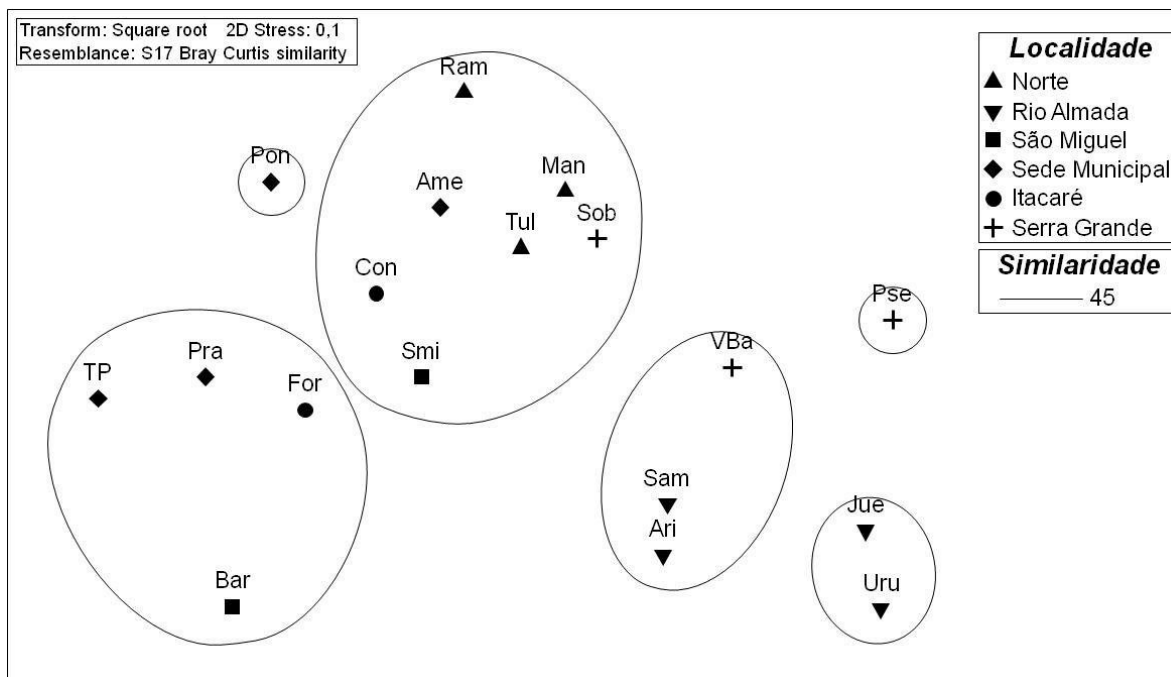 Transform: Square root 2D Stress: 0,1
Resemblance: S17 Bray Curtis similarity
Ram
Pon
Ame
Man
Tul
Sob
Con
Smi
TP
Pra
For
Bar
VBa
Pse
Sam
Ari
Jue
Uru
Localidade
Norte
Rio Almada
São Miguel
Sede Municipal
Itacaré
Serra Grande
Similaridade
45